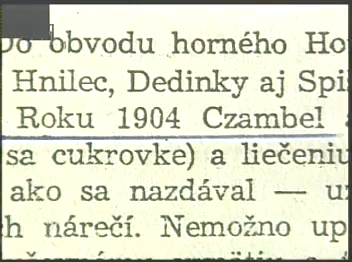 Do obvodu horného Ho
Hnilec, Dedinky aj Spi
Roku 1904 Czambel
sa cukrovke) a liečeniu
ako sa nazdával — u
h nárečí. Nemožno up